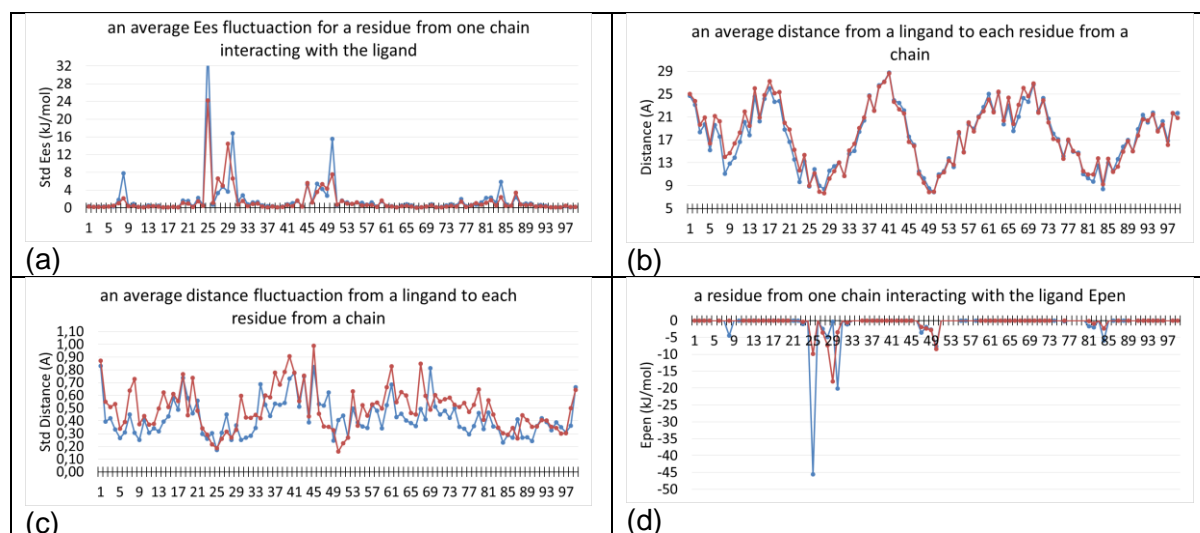 an average Ees fluctuaction for a residue from one chain
interacting with the ligand
Std Ees (kJ/mol)
32
28
24
20
16
12
8
4
0
1 5 9 13 17 21 25 29 33 37 41 45 49 53 57 61 65 69 73 77 81 85 89 93 97
(a)
an average distance from a lingand to each residue from a
chain
Distance (A)
29
25
21
17
13
9
5
1 5 9 13 17 21 25 29 33 37 41 45 49 53 57 61 65 69 73 77 81 85 89 93 97
(b)
an average distance fluctuaction from a lingand to each
residue from a chain
Std Distance (A)
1,10
1,00
0,90
0,80
0,70
0,60
0,50
0,40
0,30
0,20
0,10
0,00
1 5 9 13 17 21 25 29 33 37 41 45 49 53 57 61 65 69 73 77 81 85 89 93 97
(c)
a residue from one chain interacting with the ligand Epen
Epen (kJ/mol)
0
-5
-10
-15
-20
-25
-30
-35
-40
-45
-50
1 5 9 13 17 21 25 29 33 37 41 45 49 53 57 61 65 69 73 77 81 85 89 93 97
(d)